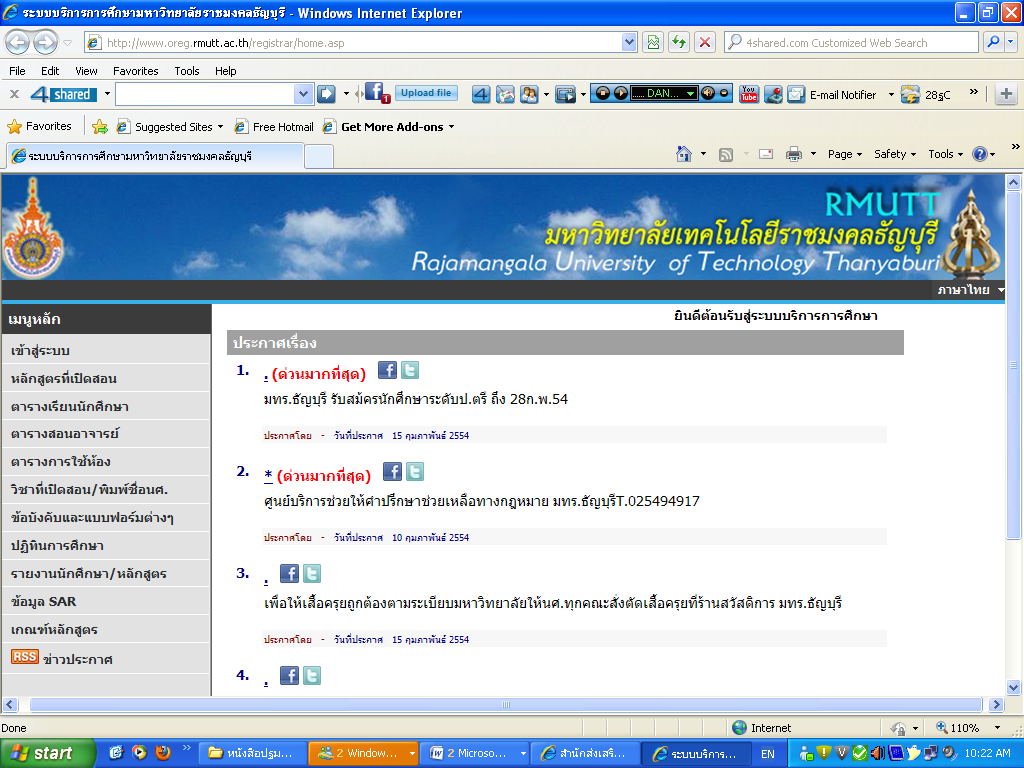 ระบบบริการการศึกษามหาวิทยาลัยราชมงคลธัญบุรี - Windows Internet Explorer
http://www.oreg.rmutt.ac.th/registrar/home.asp
4shared.com Customized Web Search
File Edit View Favorites Tools Help
4 shared
1
Upload file
4
.... DAN...
You Tube
E-mail Notifier
28°C
Favorites
Suggested Sites
Free Hotmail
Get More Add-ons
ระบบบริการการศึกษามหาวิทยาลัยราชมงคลธัญบุรี
Page Safety Tools
RMUTT
มหาวิทยาลัยเทคโนโลยีราชมงคลธัญบุรี
Rajamangala University of Technology Thanyaburi
ภาษาไทย
เมนูหลัก
เข้าสู่ระบบ
หลักสูตรที่เปิดสอน
ตารางเรียนนักศึกษา
ตารางสอนอาจารย์
ตารางการใช้ห้อง
วิชาที่เปิดสอน/พิมพ์ชื่อนศ.
ข้อบังคับและแบบฟอร์มต่างๆ
ปฏิทินการศึกษา
รายงานนักศึกษา/หลักสูตร
ข้อมูล SAR
เกณฑ์หลักสูตร
RSS ข่าวประกาศ
ยินดีต้อนรับสู่ระบบบริการการศึกษา
ประกาศเรื่อง
1. . (ด่วนมากที่สุด)
มทร.ธัญบุรี รับสมัครนักศึกษาระดับป.ตรี ถึง 28ก.พ.54
ประกาศโดย - วันที่ประกาศ 15 กุมภาพันธ์ 2554
2. * (ด่วนมากที่สุด)
ศูนย์บริการช่วยให้คำปรึกษาช่วยเหลือทางกฎหมาย มทร.ธัญบุรีT.025494917
ประกาศโดย - วันที่ประกาศ 10 กุมภาพันธ์ 2554
3. .
เพื่อให้เสื้อครุยถูกต้องตามระเบียบมหาวิทยาลัยให้นศ.ทุกคณะสั่งตัดเสื้อครุยที่ร้านสวัสดิการ มทร.ธัญบุรี
ประกาศโดย - วันที่ประกาศ 15 กุมภาพันธ์ 2554
4. .
Done
Internet
110%
start
หนังสือปฐม...
2 Window...
2 Microso...
สำนักส่งเสริ...
ระบบบริการ...
EN
10:22 AM